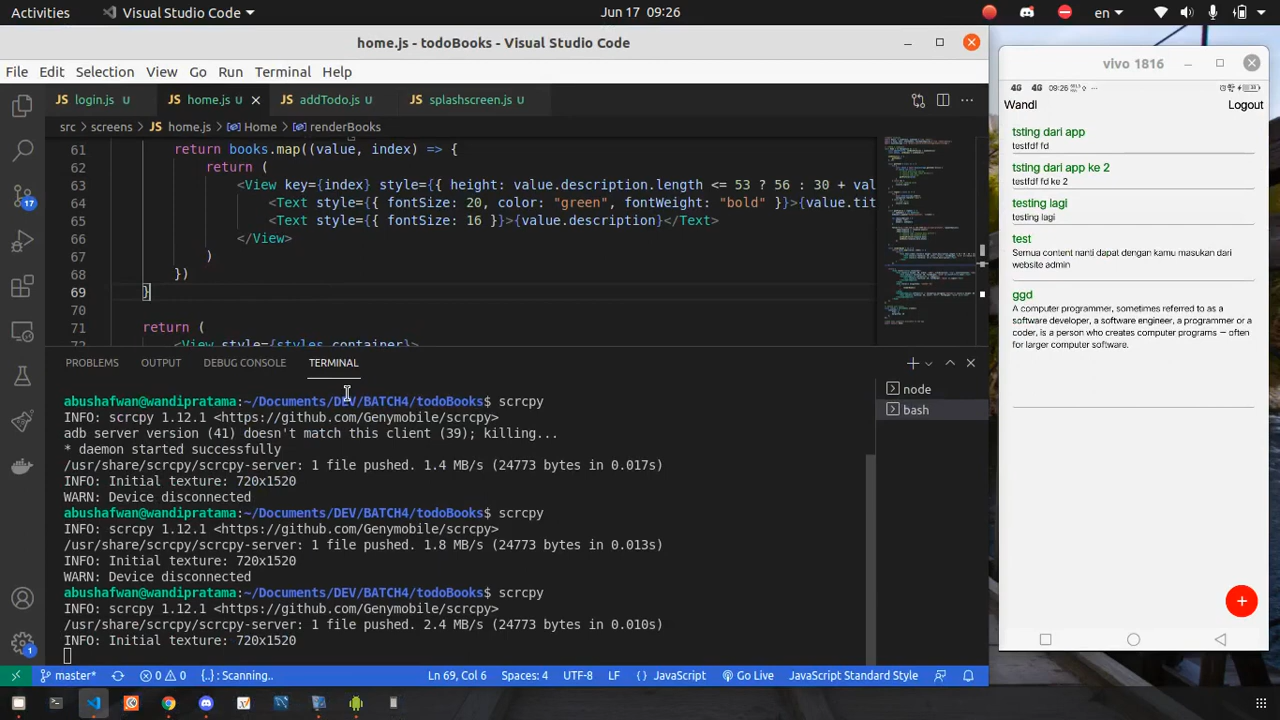 Activities
Visual Studio Code
Jun 17 09:26
en
home.js - todoBooks - Visual Studio Code
File Edit Selection View Go Run Terminal Help
JS login.js U
JS home.js U
JS addTodo.js U
JS splashscreen.js U
src > screens > JS home.js > Home > renderBooks
61 return books.map((value, index) => {
62 return (
63 <View key={index} style={{ height: value.description.length <= 53 ? 56 : 30 + val
64 <Text style={{ fontSize: 20, color: "green", fontWeight: "bold" }}>{value.tit
65 <Text style={{ fontSize: 16 }}>{value.description}</Text>
66 </View>
67 )
68 })
69 }
70
71 return (
72 <View style={styles.container}>
PROBLEMS OUTPUT DEBUG CONSOLE TERMINAL
abushafwan@wandipratama:~/Documents/DEV/BATCH4/todoBooks$ scrcpy
INFO: scrcpy 1.12.1 <https://github.com/Genymobile/scrcpy>
adb server version (41) doesn't match this client (39); killing...
* daemon started successfully
/usr/share/scrcpy/scrcpy-server: 1 file pushed. 1.4 MB/s (24773 bytes in 0.017s)
INFO: Initial texture: 720x1520
WARN: Device disconnected
abushafwan@wandipratama:~/Documents/DEV/BATCH4/todoBooks$ scrcpy
INFO: scrcpy 1.12.1 <https://github.com/Genymobile/scrcpy>
/usr/share/scrcpy/scrcpy-server: 1 file pushed. 1.8 MB/s (24773 bytes in 0.013s)
INFO: Initial texture: 720x1520
WARN: Device disconnected
abushafwan@wandipratama:~/Documents/DEV/BATCH4/todoBooks$ scrcpy
INFO: scrcpy 1.12.1 <https://github.com/Genymobile/scrcpy>
/usr/share/scrcpy/scrcpy-server: 1 file pushed. 2.4 MB/s (24773 bytes in 0.010s)
INFO: Initial texture: 720x1520
node
bash
17
1
master* 0 0 {..} : Scanning.. Ln 69, Col 6 Spaces: 4 UTF-8 LF { } JavaScript Go Live JavaScript Standard Style
vivo 1816
4G 4G 09:26
Wandi
Logout
tsting dari app
testfdf fd
tsting dari app ke 2
testfdf fd ke 2
testing lagi
testing lagi
test
Semua content nanti dapat dengan kamu masukan dari
website admin
ggd
A computer programmer, sometimes referred to as a
software developer, a software engineer, a programmer or a
coder, is a person who creates computer programs — often
for larger computer software.
+